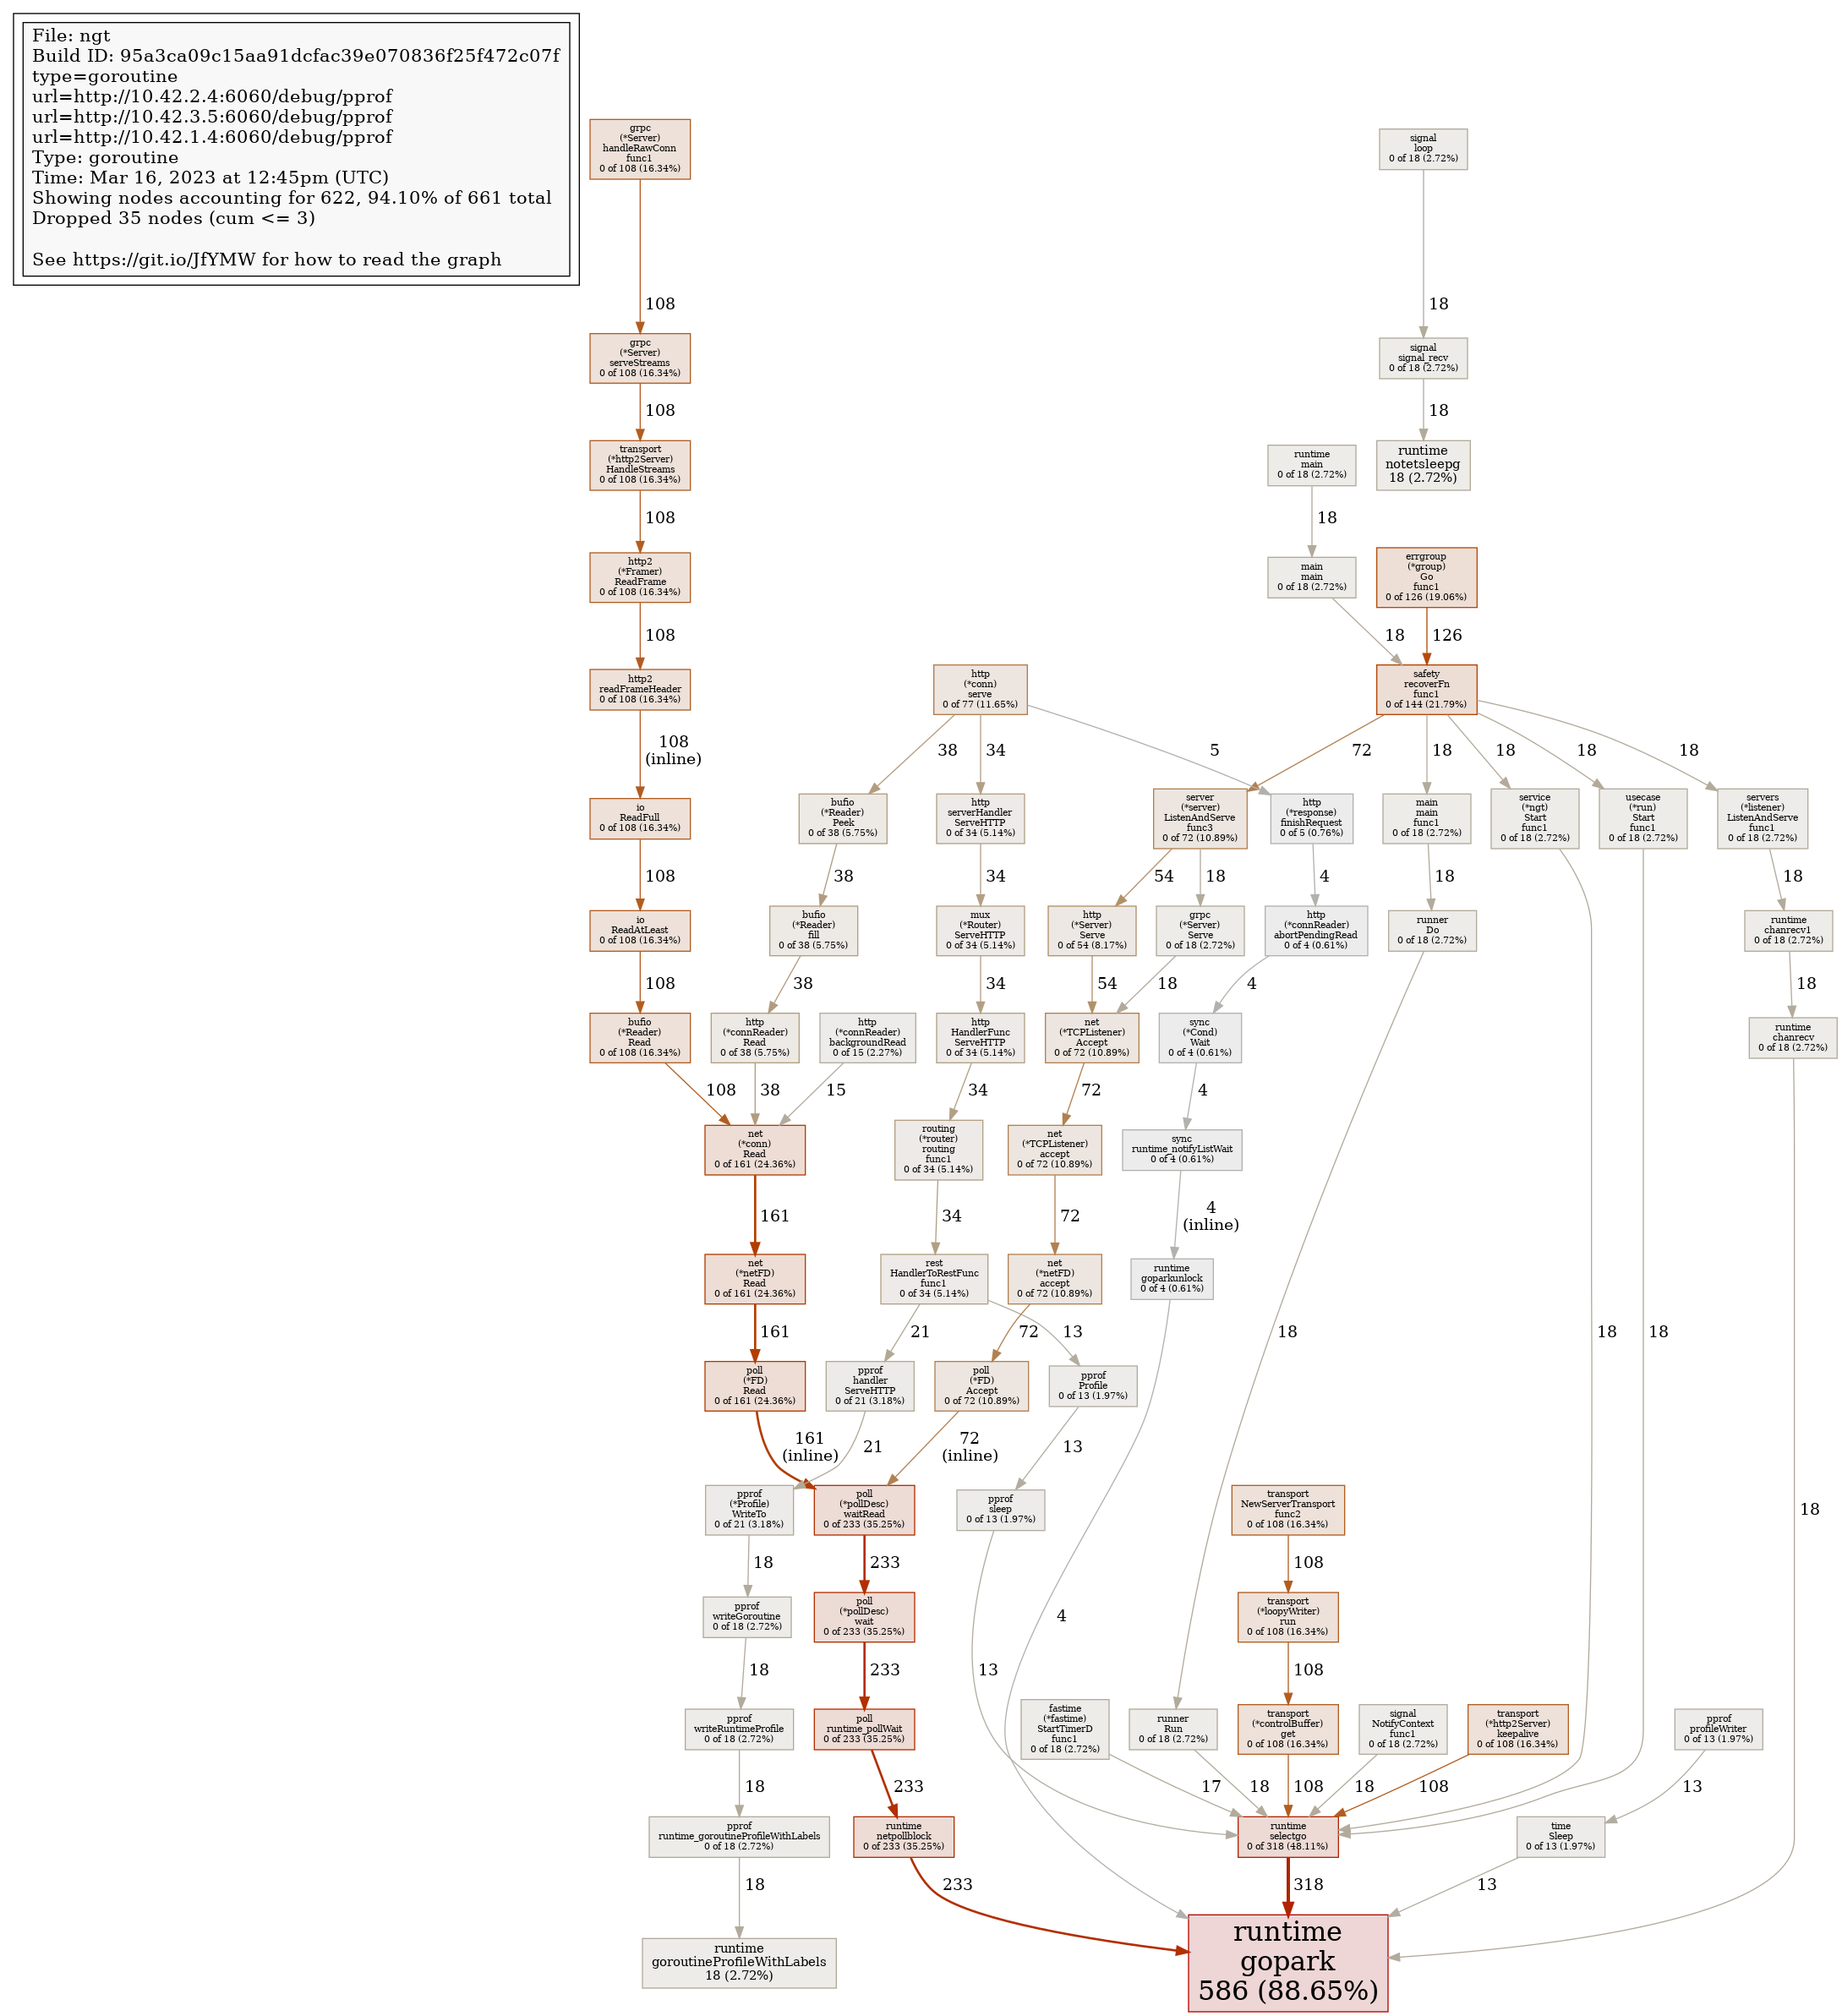 File: ngt
Build ID: 95a3ca09c15aa91dcfac39e070836f25f472c07f
type=goroutine
url=http://10.42.2.4:6060/debug/pprof
url=http://10.42.3.5:6060/debug/pprof
url=http://10.42.1.4:6060/debug/pprof
Type: goroutine
Time: Mar 16, 2023 at 12:45pm (UTC)
Showing nodes accounting for 622, 94.10% of 661 total
Dropped 35 nodes (cum <= 3)
See https://git.io/JfYMW for how to read the graph
grpc
(*Server)
handleRawConn
func1
0 of 108 (16.34%)
signal
loop
0 of 18 (2.72%)
108
18
grpc
(*Server)
serveStreams
0 of 108 (16.34%)
signal
signal_recv
0 of 18 (2.72%)
108
18
transport
(*http2Server)
HandleStreams
0 of 108 (16.34%)
runtime
main
0 of 18 (2.72%)
runtime
notetsleepg
18 (2.72%)
108
18
http2
(*Framer)
ReadFrame
0 of 108 (16.34%)
main
main
0 of 18 (2.72%)
errgroup
(*group)
Go
func1
0 of 126 (19.06%)
108
18
126
http2
readFrameHeader
0 of 108 (16.34%)
http
(*conn)
serve
0 of 77 (11.65%)
safety
recoverFn
func1
0 of 144 (21.79%)
108
(inline)
38
34
5
72
18
18
18
18
io
ReadFull
0 of 108 (16.34%)
bufio
(*Reader)
Peek
0 of 38 (5.75%)
http
serverHandler
ServeHTTP
0 of 34 (5.14%)
server
(*server)
ListenAndServe
func3
0 of 72 (10.89%)
http
(*response)
finishRequest
0 of 5 (0.76%)
main
main
func1
0 of 18 (2.72%)
service
(*ngt)
Start
func1
0 of 18 (2.72%)
usecase
(*run)
Start
func1
0 of 18 (2.72%)
servers
(*listener)
ListenAndServe
func1
0 of 18 (2.72%)
108
38
34
54
18
4
18
18
io
ReadAtLeast
0 of 108 (16.34%)
bufio
(*Reader)
fill
0 of 38 (5.75%)
mux
(*Router)
ServeHTTP
0 of 34 (5.14%)
http
(*Server)
Serve
0 of 54 (8.17%)
grpc
(*Server)
Serve
0 of 18 (2.72%)
http
(*connReader)
abortPendingRead
0 of 4 (0.61%)
runner
Do
0 of 18 (2.72%)
runtime
chanrecv1
0 of 18 (2.72%)
108
38
34
54
18
4
18
bufio
(*Reader)
Read
0 of 108 (16.34%)
http
(*connReader)
Read
0 of 38 (5.75%)
http
(*connReader)
backgroundRead
0 of 15 (2.27%)
http
HandlerFunc
ServeHTTP
0 of 34 (5.14%)
net
(*TCPListener)
Accept
0 of 72 (10.89%)
sync
(*Cond)
Wait
0 of 4 (0.61%)
runtime
chanrecv
0 of 18 (2.72%)
108
38
15
34
72
4
net
(*conn)
Read
0 of 161 (24.36%)
routing
(*router)
routing
func1
0 of 34 (5.14%)
net
(*TCPListener)
accept
0 of 72 (10.89%)
sync
runtime_notifyListWait
0 of 4 (0.61%)
161
34
72
4
(inline)
net
(*netFD)
Read
0 of 161 (24.36%)
rest
HandlerToRestFunc
func1
0 of 34 (5.14%)
net
(*netFD)
accept
0 of 72 (10.89%)
runtime
goparkunlock
0 of 4 (0.61%)
161
21
72
13
18
18
18
poll
(*FD)
Read
0 of 161 (24.36%)
pprof
handler
ServeHTTP
0 of 21 (3.18%)
poll
(*FD)
Accept
0 of 72 (10.89%)
pprof
Profile
0 of 13 (1.97%)
161
(inline)
21
72
(inline)
13
18
pprof
(*Profile)
WriteTo
0 of 21 (3.18%)
poll
(*pollDesc)
waitRead
0 of 233 (35.25%)
pprof
sleep
0 of 13 (1.97%)
transport
NewServerTransport
func2
0 of 108 (16.34%)
18
233
108
pprof
writeGoroutine
0 of 18 (2.72%)
poll
(*pollDesc)
wait
0 of 233 (35.25%)
4
transport
(*loopyWriter)
run
0 of 108 (16.34%)
18
233
13
108
pprof
writeRuntimeProfile
0 of 18 (2.72%)
poll
runtime_pollWait
0 of 233 (35.25%)
fastime
(*fastime)
StartTimerD
func1
0 of 18 (2.72%)
runner
Run
0 of 18 (2.72%)
transport
(*controlBuffer)
get
0 of 108 (16.34%)
signal
NotifyContext
func1
0 of 18 (2.72%)
transport
(*http2Server)
keepalive
0 of 108 (16.34%)
pprof
profileWriter
0 of 13 (1.97%)
18
233
17
18
108
18
108
13
pprof
runtime_goroutineProfileWithLabels
0 of 18 (2.72%)
runtime
netpollblock
0 of 233 (35.25%)
runtime
selectgo
0 of 318 (48.11%)
time
Sleep
0 of 13 (1.97%)
18
233
318
13
runtime
goroutineProfileWithLabels
18 (2.72%)
runtime
gopark
586 (88.65%)